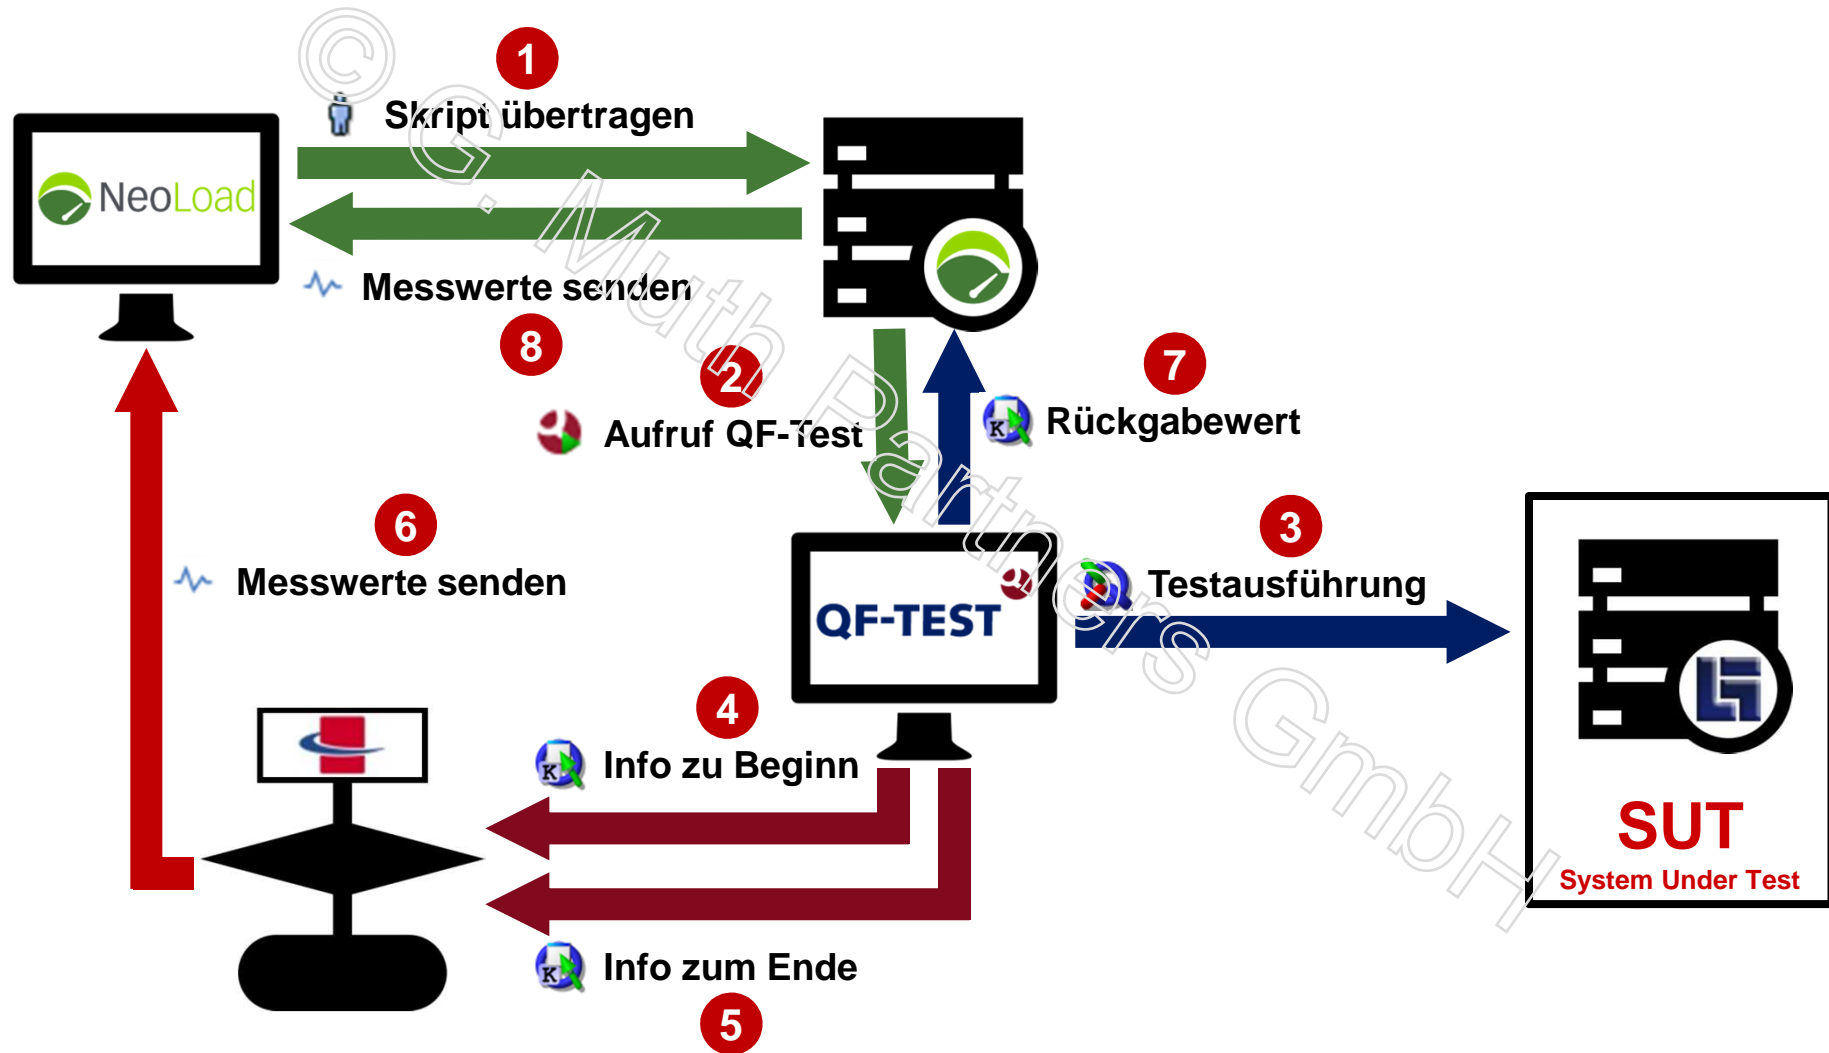 1
Skript übertragen
NeoLoad
Messwerte senden
8
2
Aufruf QF-Test
7
K
Rückgabewert
6
Messwerte senden
3
Testausführung
QF-TEST
4
K
Info zu Beginn
K
Info zum Ende
5
SUT
System Under Test
© G. Muth Partners GmbH